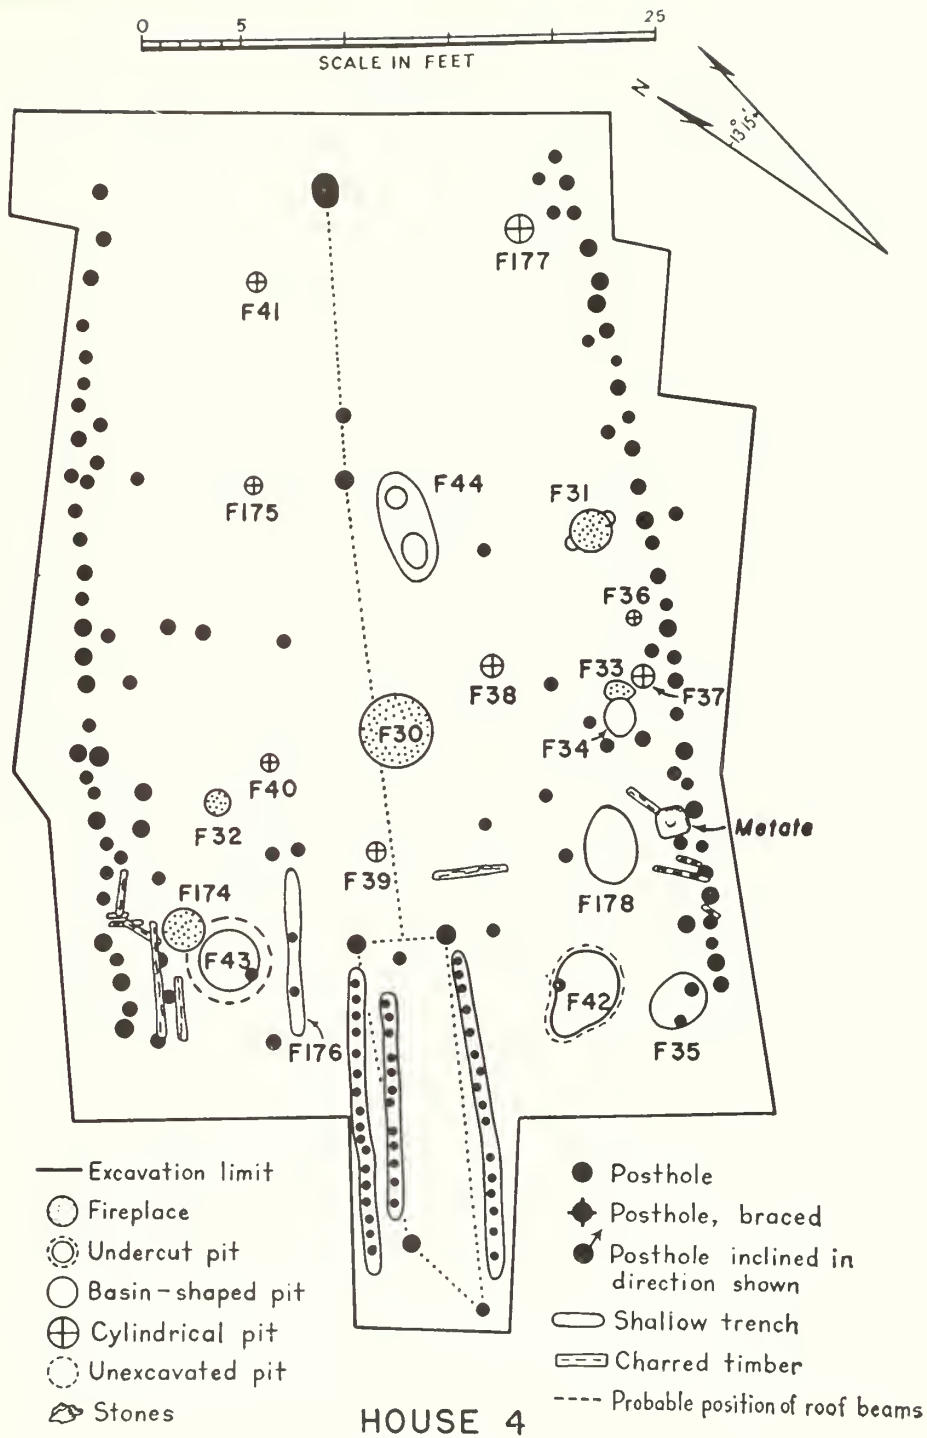 0 5 25
SCALE IN FEET
N
13°15'
F177
F41
F175
F44
F31
F36
F33
F37
F38
F30
F34
F40
F32
Metate
F39
F178
F174
F43
F42
F176
F35
Excavation limit
Fireplace
Undercut pit
Basin-shaped pit
Cylindrical pit
Unexcavated pit
Stones
Posthole
Posthole, braced
Posthole inclined in
direction shown
Shallow trench
Charred timber
Probable position of roof beams
HOUSE 4